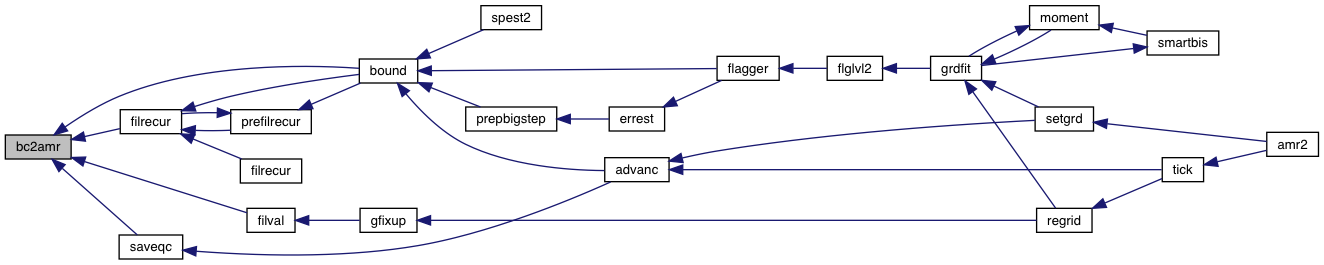 bc2amr
filrecur
filval
saveqc
prefilrecur
filrecur
bound
gfixup
spest2
prepbigstep
errest
advanc
flagger
flglvl2
grdfit
moment
smartbis
setgrd
regrid
tick
amr2